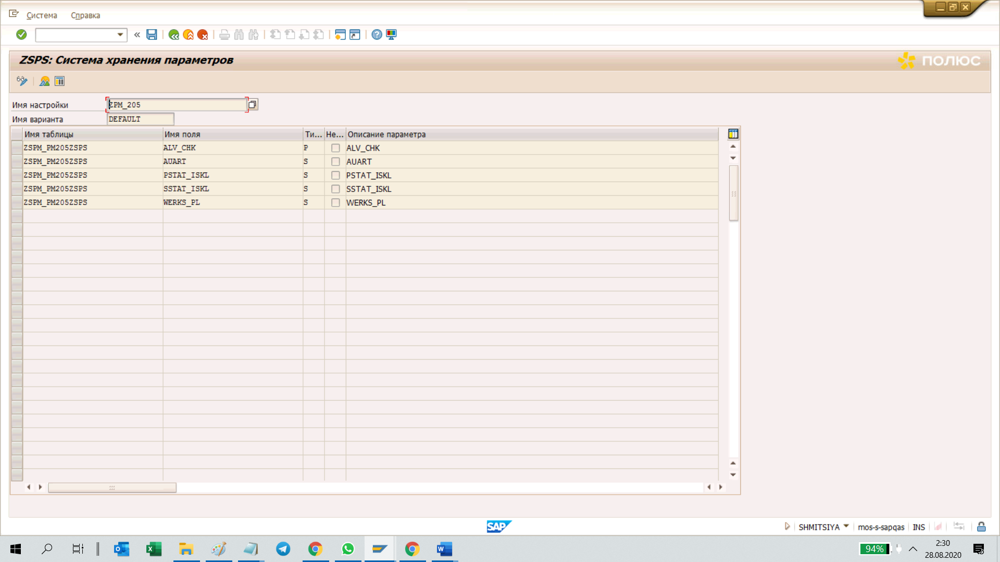 Система Справка
ZSPS: Система хранения параметров
ПОЛЮС
Имя настройки ZPM_205
Имя варианта DEFAULT
Имя таблицы Имя поля Ти... Не... Описание параметра
ZSPM_PM205ZSPS ALV_CHK P ALV_CHK
ZSPM_PM205ZSPS AUART S AUART
ZSPM_PM205ZSPS PSTAT_ISKL S PSTAT_ISKL
ZSPM_PM205ZSPS SSTAT_ISKL S SSTAT_ISKL
ZSPM_PM205ZSPS WERKS_PL S WERKS_PL
SAP
SHMITSIYA mos-s-sapqas INS
94%
2:30
28.08.2020